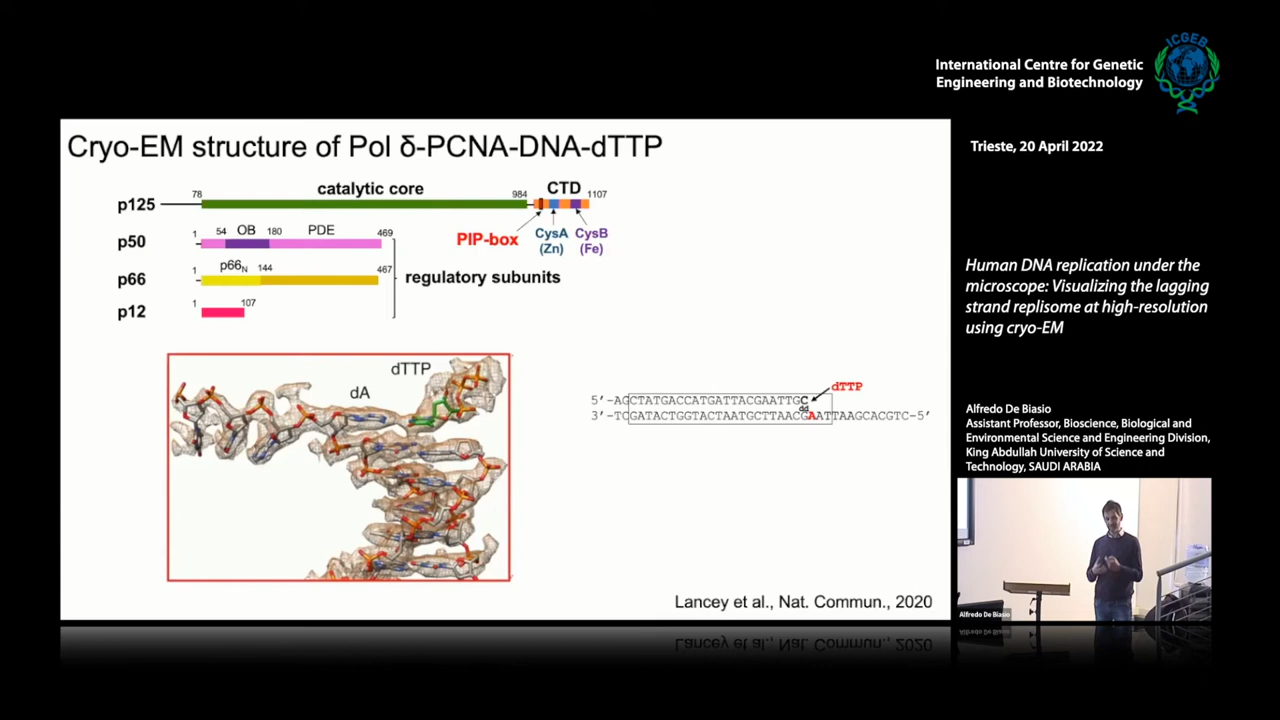 ICGEB
International Centre for Genetic
Engineering and Biotechnology
Trieste, 20 April 2022
Cryo-EM structure of Pol δ-PCNA-DNA-dTTP
catalytic core
CTD
78
984
1107
p125
PIP-box
CysA
(Zn)
CysB
(Fe)
p50
1
54
OB
180
PDE
469
p66
1
p66N
144
467
regulatory subunits
p12
1
107
dTTP
dA
dTTP
5’-AGCTATGACCATGATTACGAATTGC
dd
3’-TCGATACTGGTACTAATGCTTAACGAATTAAGCACGTC-5’
Lancey et al., Nat. Commun., 2020
Human DNA replication under the
microscope: Visualizing the lagging
strand replisome at high-resolution
using cryo-EM
Alfredo De Biasio
Assistant Professor, Bioscience, Biological and
Environmental Science and Engineering Division,
King Abdullah University of Science and
Technology, SAUDI ARABIA
Alfredo De Biasio